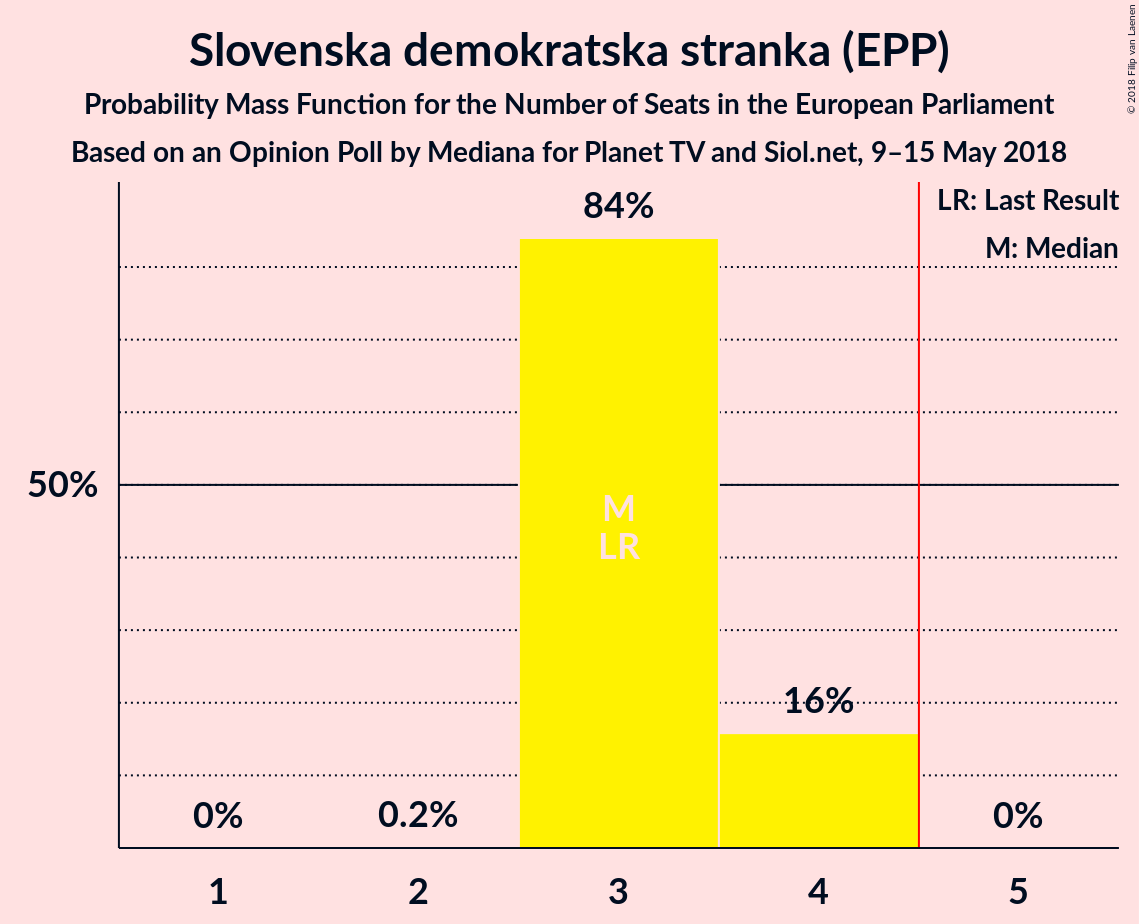 Slovenska demokratska stranka (EPP)
Probability Mass Function for the Number of Seats in the European Parliament
Based on an Opinion Poll by Mediana for Planet TV and Siol.net, 9–15 May 2018
© 2018 Filip van Laenen
LR: Last Result
M: Median
84%
50%
M
LR
16%
0%
0.2%
0%
1
2
3
4
5